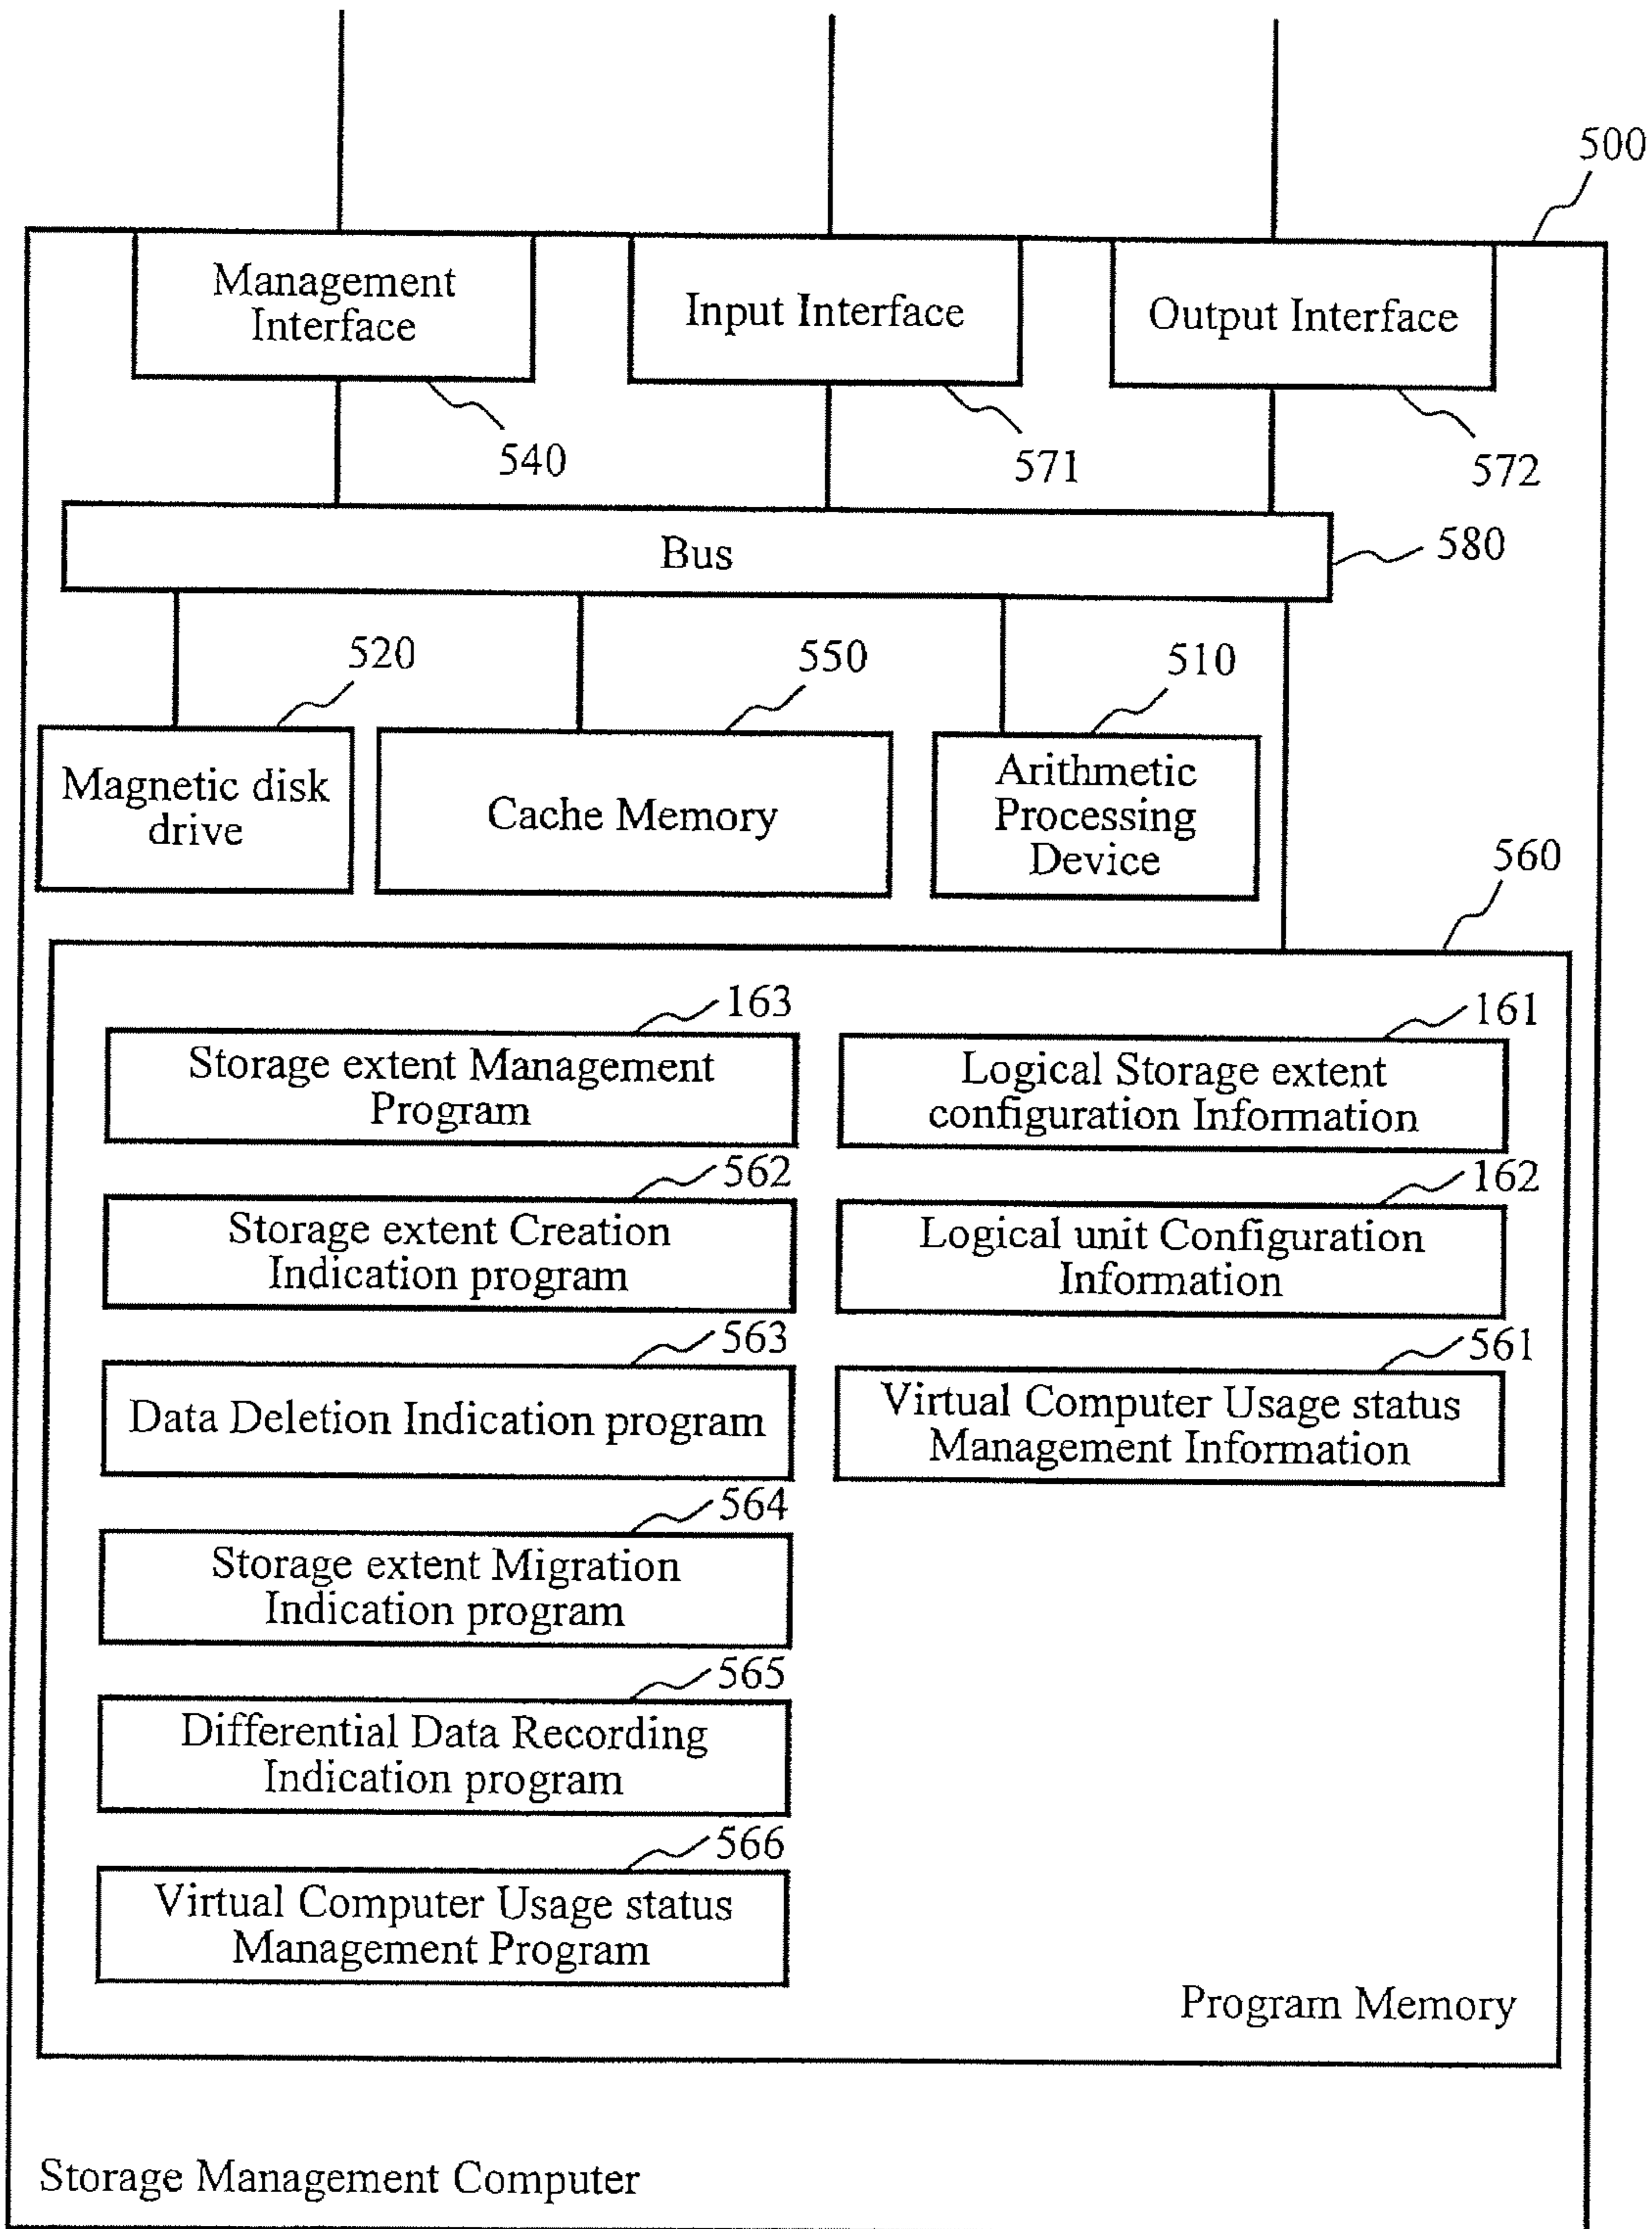 500
Management
Interface
Input Interface
Output Interface
540
571
572
Bus
580
520
550
510
Magnetic disk
drive
Cache Memory
Arithmetic
Processing
Device
560
163
Storage extent Management
Program
161
Logical Storage extent
configuration Information
562
Storage extent Creation
Indication program
162
Logical unit Configuration
Information
563
Data Deletion Indication program
561
Virtual Computer Usage status
Management Information
564
Storage extent Migration
Indication program
565
Differential Data Recording
Indication program
566
Virtual Computer Usage status
Management Program
Program Memory
Storage Management Computer